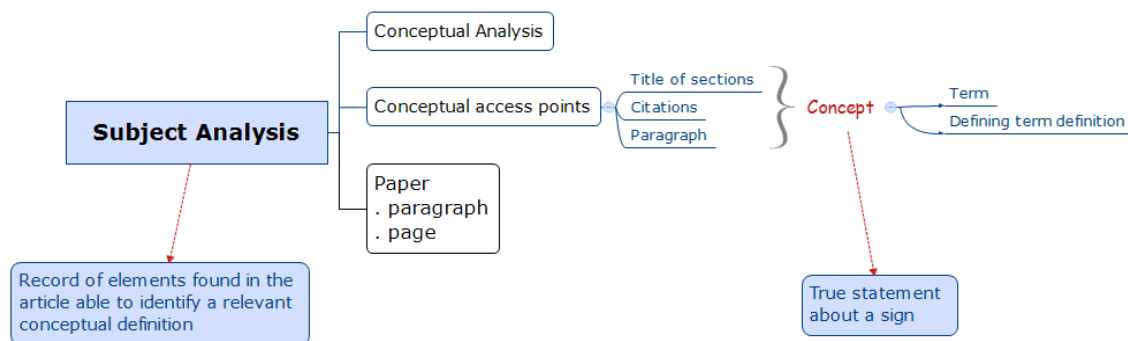 Conceptual Analysis
Subject Analysis
Conceptual access points
Title of sections
Citations
Paragraph
Concept
Term
Defining term definition
Paper
. paragraph
. page
Record of elements found in the
article able to identify a relevant
conceptual definition
True statement
about a sign